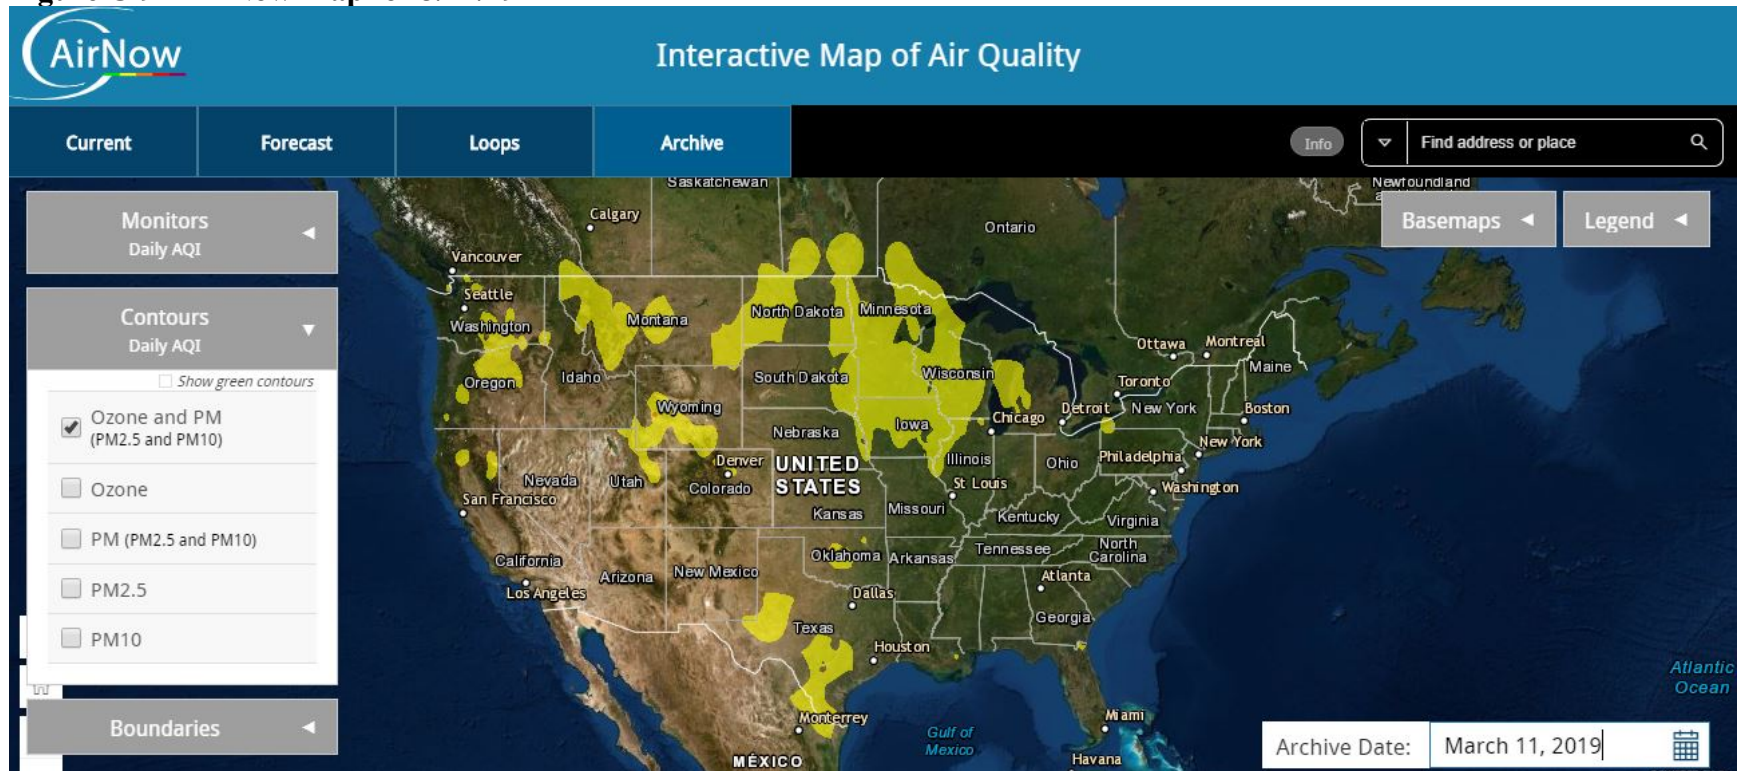 AirNow
Interactive Map of Air Quality
Current
Forecast
Loops
Archive
Info
Find address or place
Monitors
Daily AQI
Contours
Daily AQI
Show green contours
Ozone and PM
(PM2.5 and PM10)
Ozone
PM (PM2.5 and PM10)
PM2.5
PM10
Boundaries
Basemaps
Legend
Saskatchewan
Newfoundland
Calgary
Ontario
Vancouver
Seattle
Washington
Montana
North Dakota
Minnesota
Ottawa
Montreal
Maine
Oregon
Idaho
South Dakota
Wisconsin
Toronto
Wyoming
Chicago
Detroit
New York
Boston
Nebraska
Iowa
New York
Denver
UNITED
STATES
Illinois
Ohio
Philadelphia
Nevada
Utah
Colorado
St Louis
Washington
San Francisco
Kansas
Missouri
Kentucky
Virginia
California
Arizona
New Mexico
Oklahoma
Arkansas
Tennessee
North
Carolina
Los Angeles
Dallas
Atlanta
Texas
Georgia
Houston
Atlantic
Ocean
Monterrey
Gulf of
Mexico
Miami
MÉXICO
Havana
Archive Date:
March 11, 2019